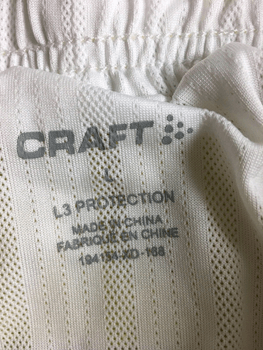 CRAFT
L
L3 PROTECTION
MADE IN CHINA
FABRIQUÉ EN CHINE